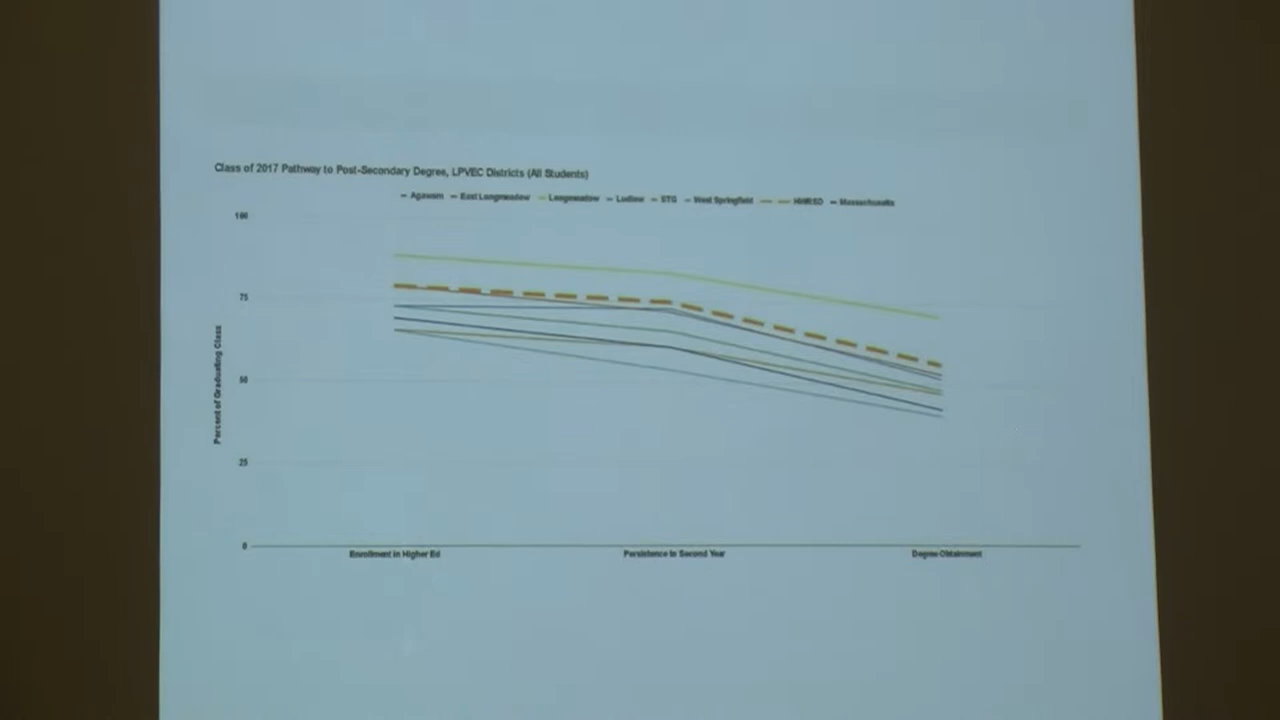 Class of 2017 Pathway to Post-Secondary Degree, LPVEC Districts (All Students)
Agawam East Longmeadow Longmeadow Ludlow STG West Springfield HWRSD Massachusetts
100
75
50
25
0
Percent of Graduating Class
Enrollment in Higher Ed Persistence to Second Year Degree Obtainment